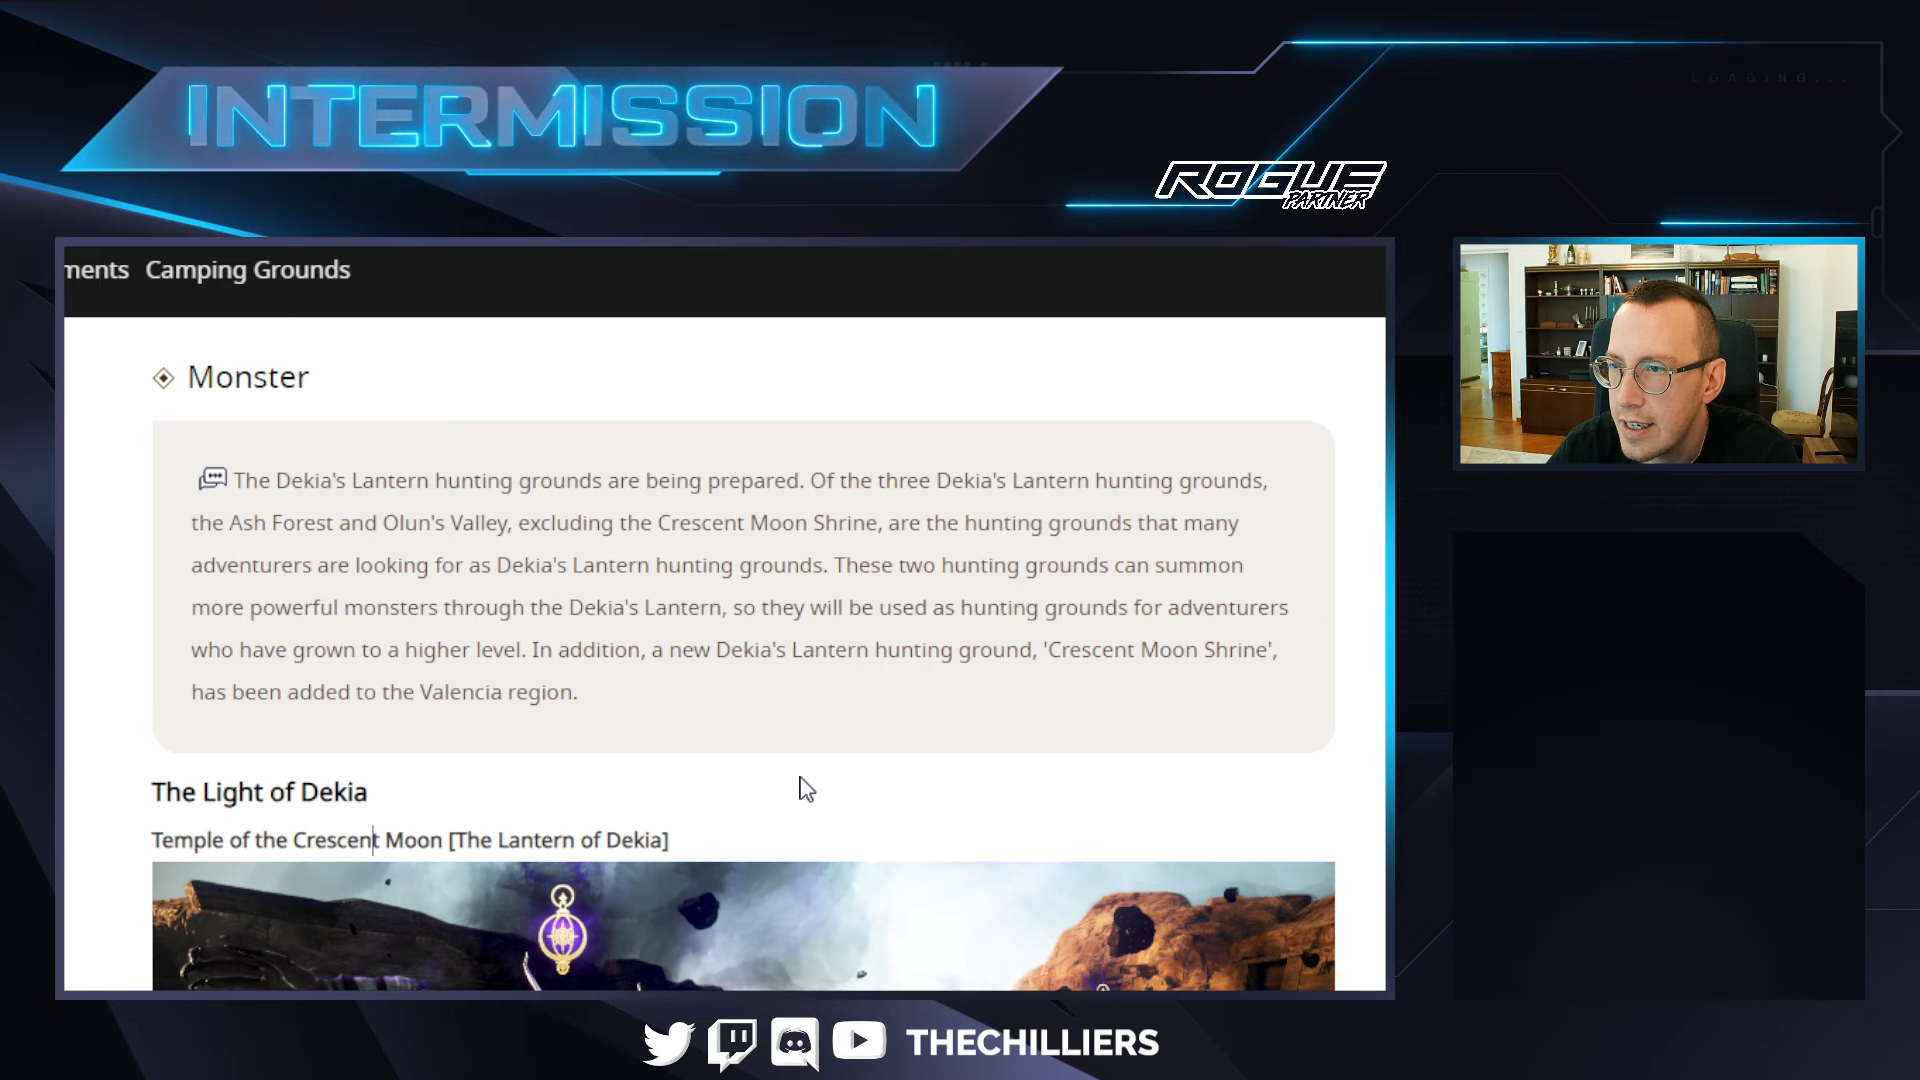 INTERMISSION
LOADING...
ROGUE
PARTNER
ments Camping Grounds
Monster
The Dekia's Lantern hunting grounds are being prepared. Of the three Dekia's Lantern hunting grounds,
the Ash Forest and Olun's Valley, excluding the Crescent Moon Shrine, are the hunting grounds that many
adventurers are looking for as Dekia's Lantern hunting grounds. These two hunting grounds can summon
more powerful monsters through the Dekia's Lantern, so they will be used as hunting grounds for adventurers
who have grown to a higher level. In addition, a new Dekia's Lantern hunting ground, 'Crescent Moon Shrine',
has been added to the Valencia region.
The Light of Dekia
Temple of the Crescent Moon [The Lantern of Dekia]
THECHILLIERS